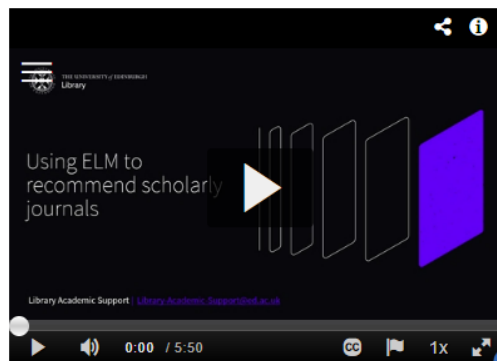 THE UNIVERSITY of EDINBURGH
Library
Using ELM to
recommend scholarly
journals
Library Academic Support | Library.Academic.Support@ed.ac.uk
0:00 / 5:50
CC
1x